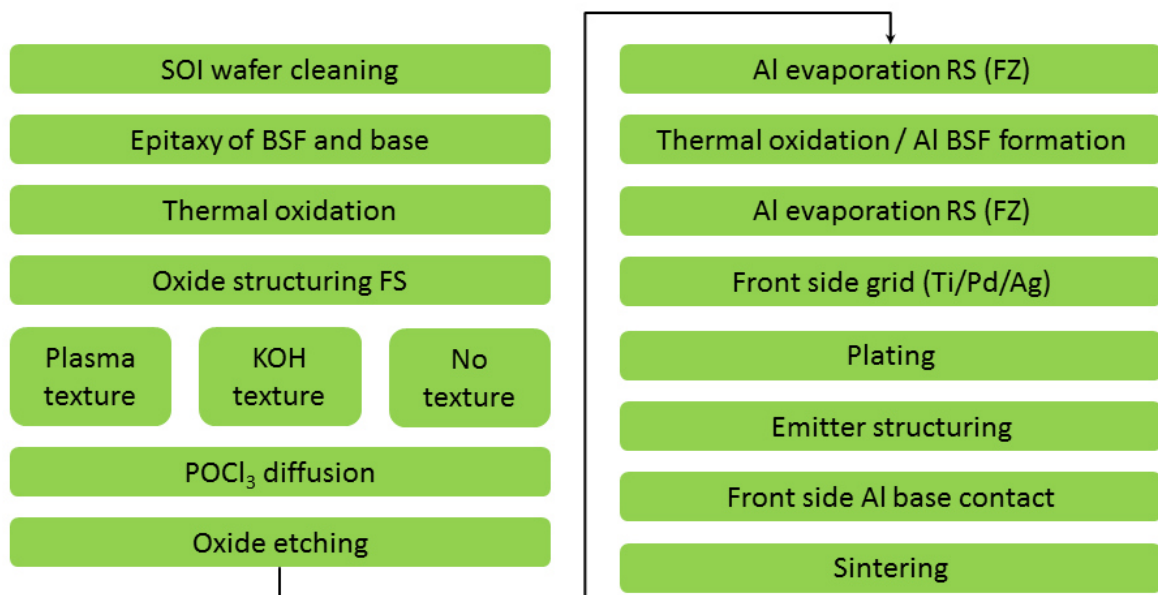 SOI wafer cleaning
Epitaxy of BSF and base
Thermal oxidation
Oxide structuring FS
Plasma
texture
KOH
texture
No
texture
POCl₃ diffusion
Oxide etching
Al evaporation RS (FZ)
Thermal oxidation / Al BSF formation
Al evaporation RS (FZ)
Front side grid (Ti/Pd/Ag)
Plating
Emitter structuring
Front side Al base contact
Sintering